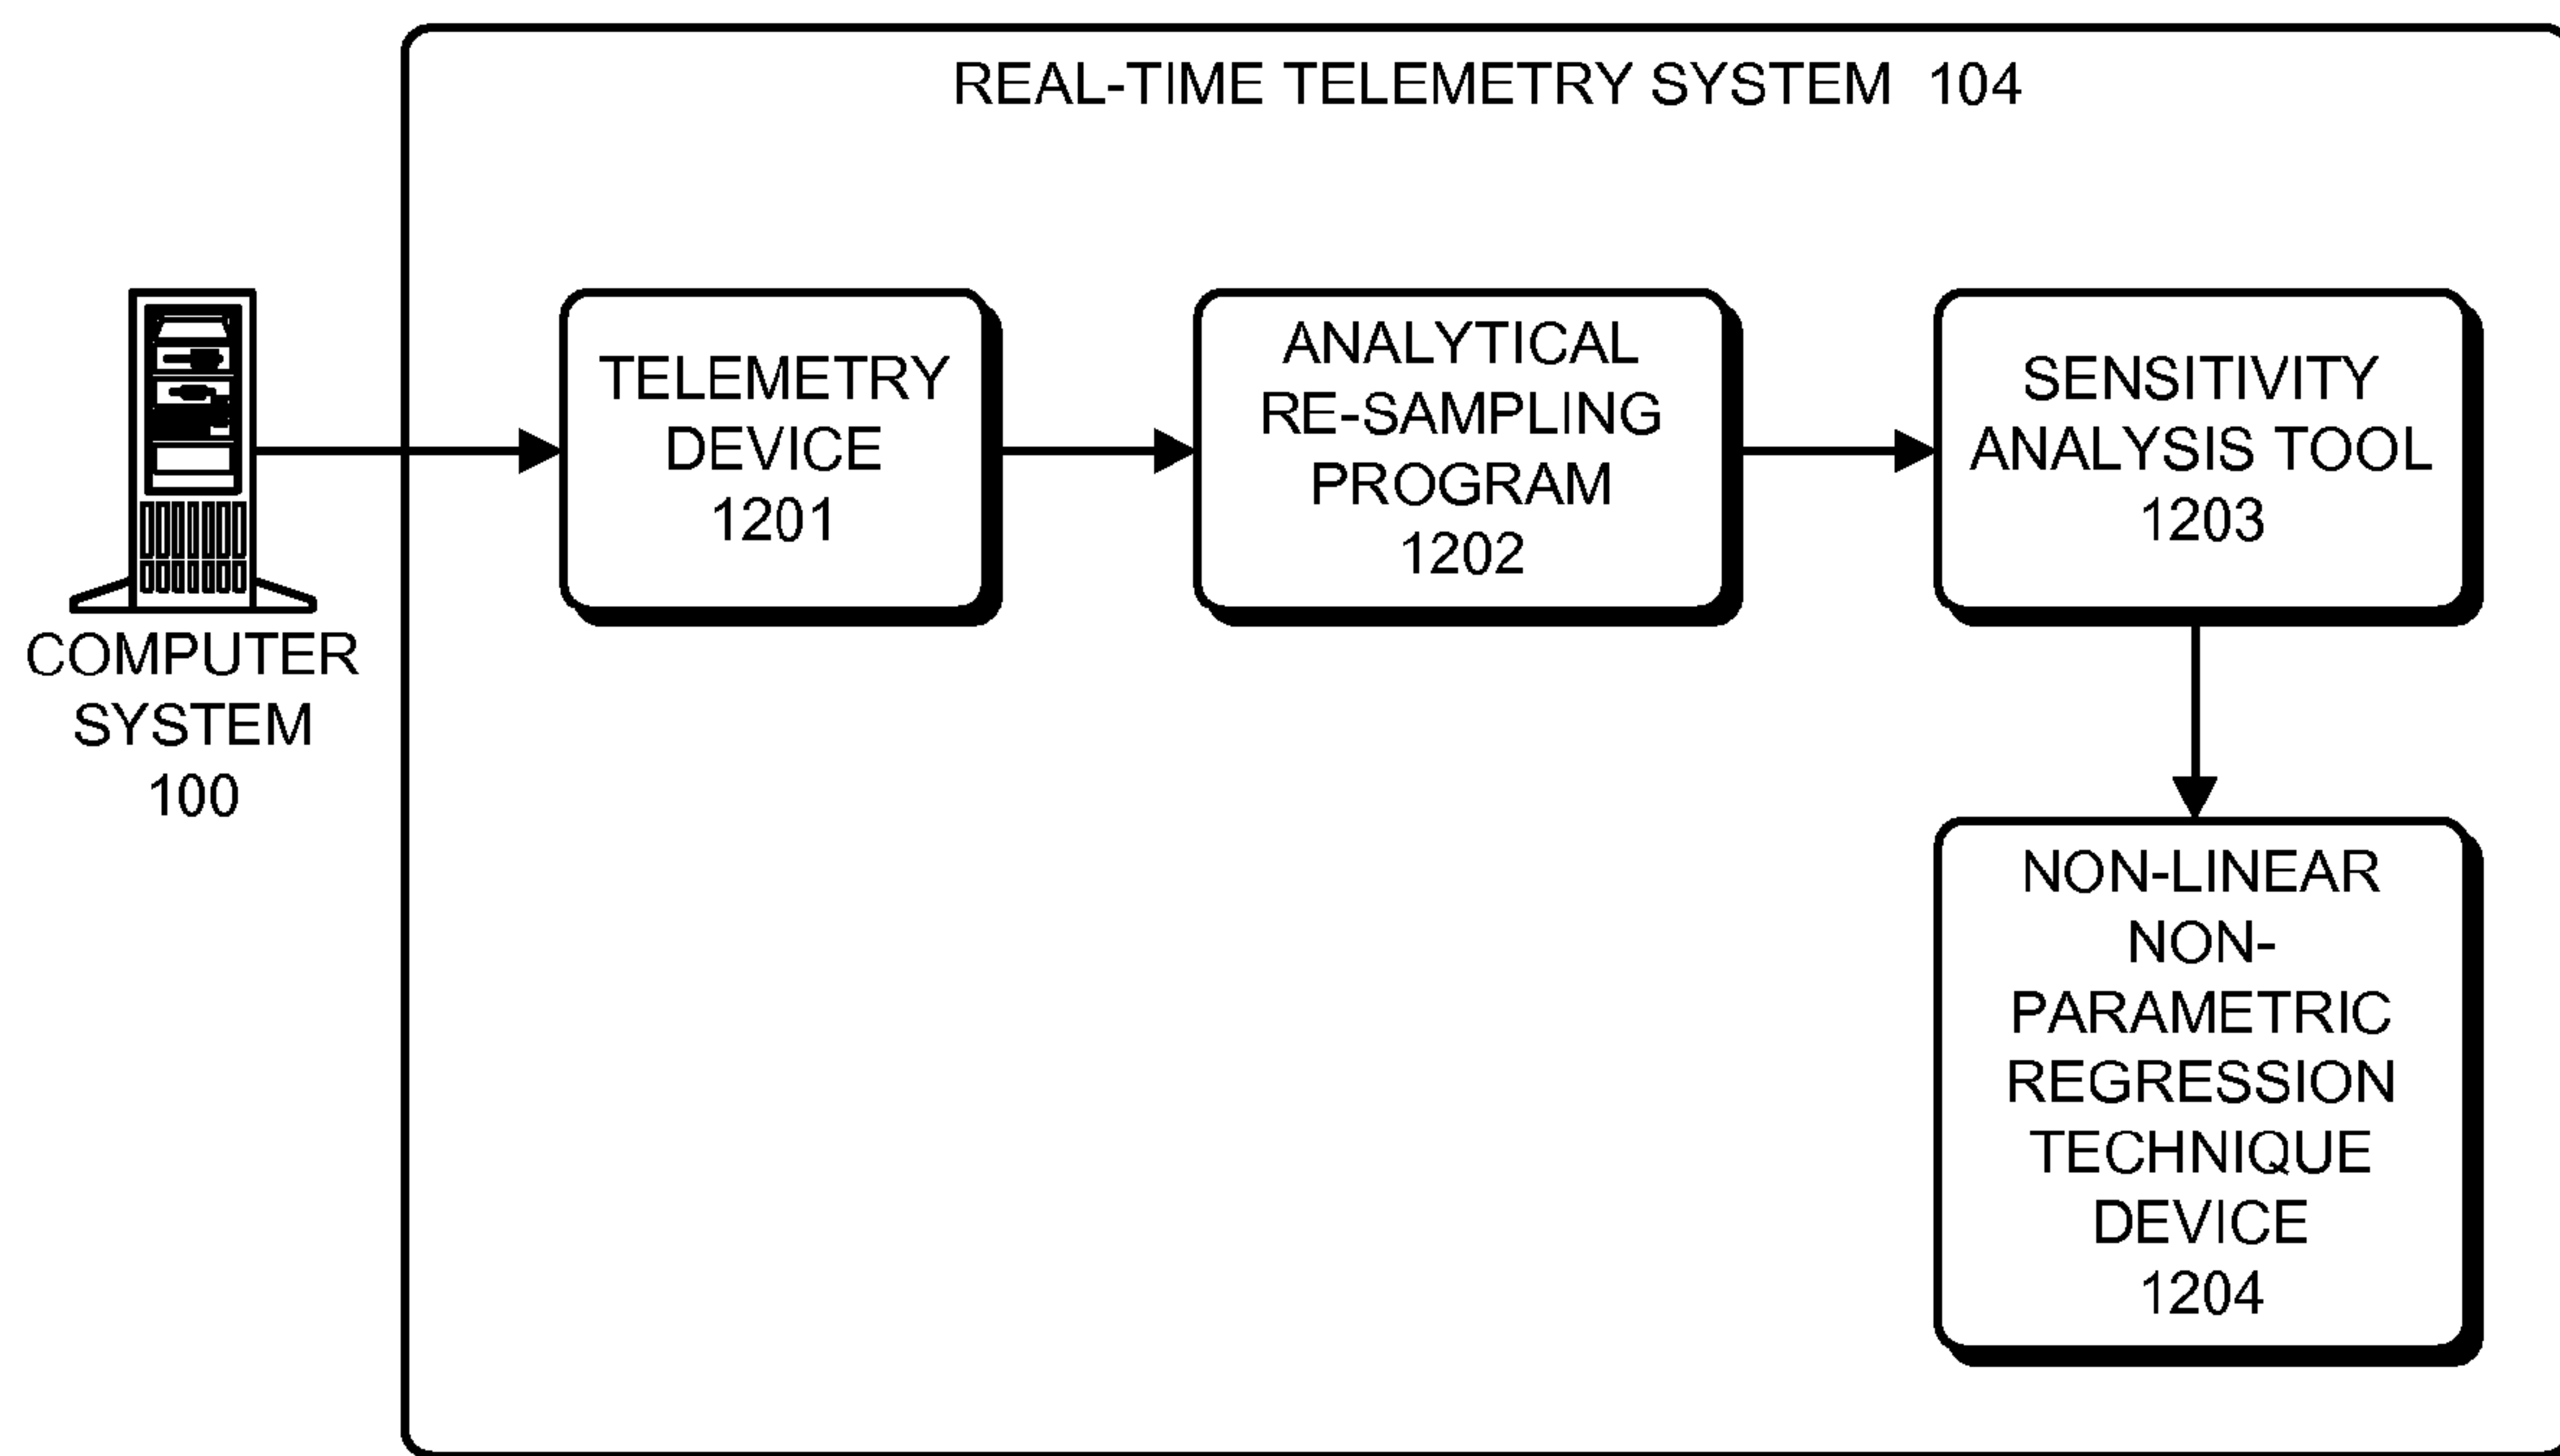 REAL-TIME TELEMETRY SYSTEM 104
COMPUTER
SYSTEM
100
TELEMETRY
DEVICE
1201
ANALYTICAL
RE-SAMPLING
PROGRAM
1202
SENSITIVITY
ANALYSIS TOOL
1203
NON-LINEAR
NON-
PARAMETRIC
REGRESSION
TECHNIQUE
DEVICE
1204